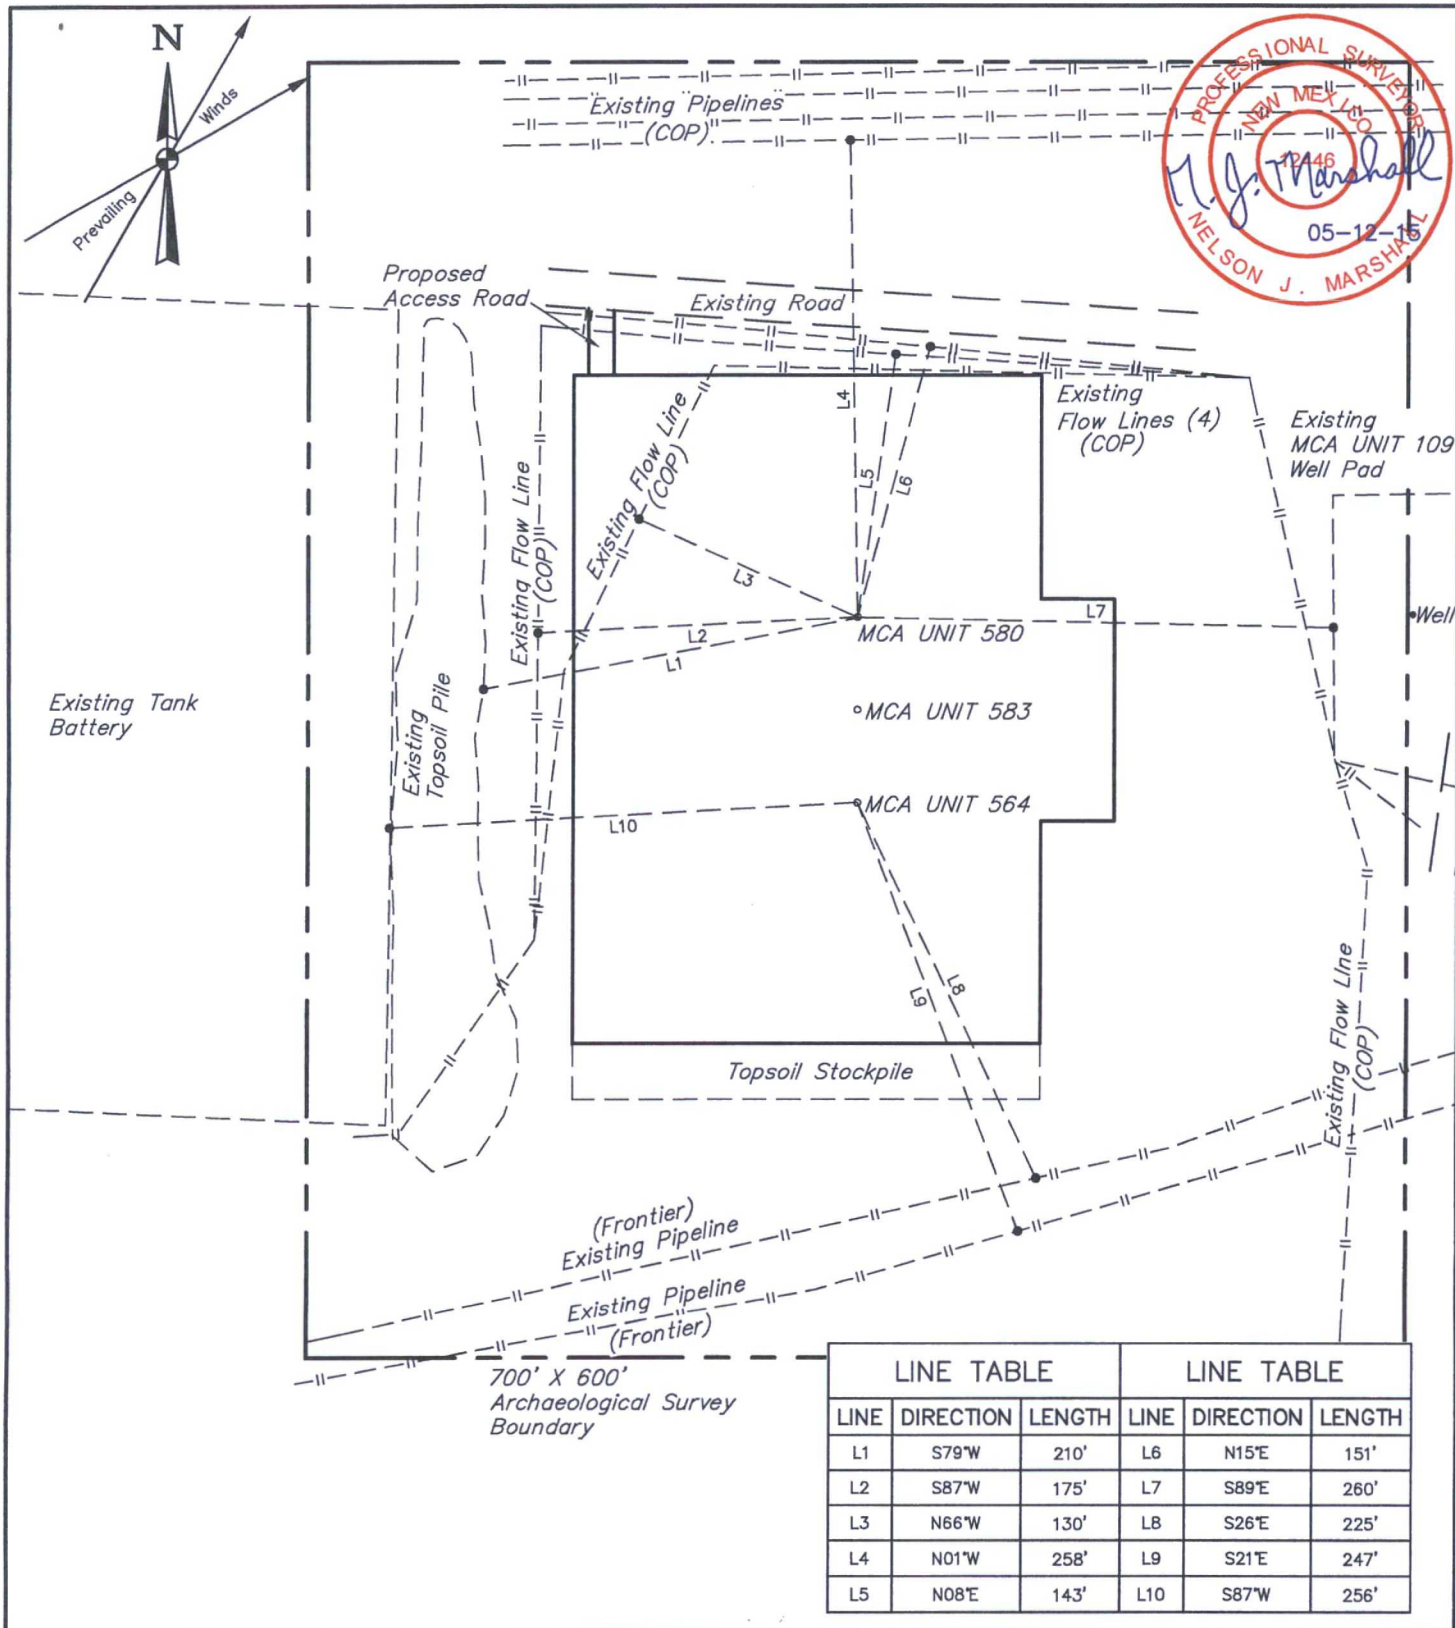 N
Winds
Prevailing
PROFESSIONAL SURVEYOR
NEW MEXICO
12446
N. J. Marshall
05-12-15
NELSON J. MARSHALL
Existing Pipelines
(COP)
Proposed
Access Road
Existing Road
L4
L5
L6
Existing
Flow Lines (4)
(COP)
Existing
MCA UNIT 109
Well Pad
Existing Flow Line
(COP)
Existing Flow Line
(COP)
L3
L2
L1
L7
MCA UNIT 580
Well
Existing Tank
Battery
Existing
Topsoil Pile
MCA UNIT 583
MCA UNIT 564
L10
L8
L9
Topsoil Stockpile
Existing Flow Line
(COP)
(Frontier)
Existing Pipeline
Existing Pipeline
(Frontier)
700' X 600'
Archaeological Survey
Boundary
LINE TABLE LINE TABLE
LINE DIRECTION LENGTH LINE DIRECTION LENGTH
L1 S79°W 210' L6 N15°E 151'
L2 S87°W 175' L7 S89°E 260'
L3 N66°W 130' L8 S26°E 225'
L4 N01°W 258' L9 S21°E 247'
L5 N08°E 143' L10 S87°W 256'